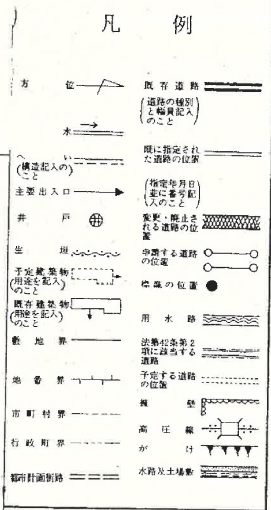 凡例
方位
水
へい
(構造記入の
こと)
主要出入口
井戸
生垣
予定建築物
(用途を記入
のこと)
既存建築物
(用途を記入
のこと)
敷地界
地番界
市町村界
行政町界
都市計画街路
既存道路
(道路の種別
と幅員記入
のこと)
既に指定され
た道路の位置
(指定年月日
並に番号記
入のこと)
変更・廃止さ
れる道路の位
置
申請する道路
の位置
標識の位置
用水路
法第42条第2
項に該当する
道路
予定する道路
の位置
擁壁
高圧線
がけ
水路及土場敷